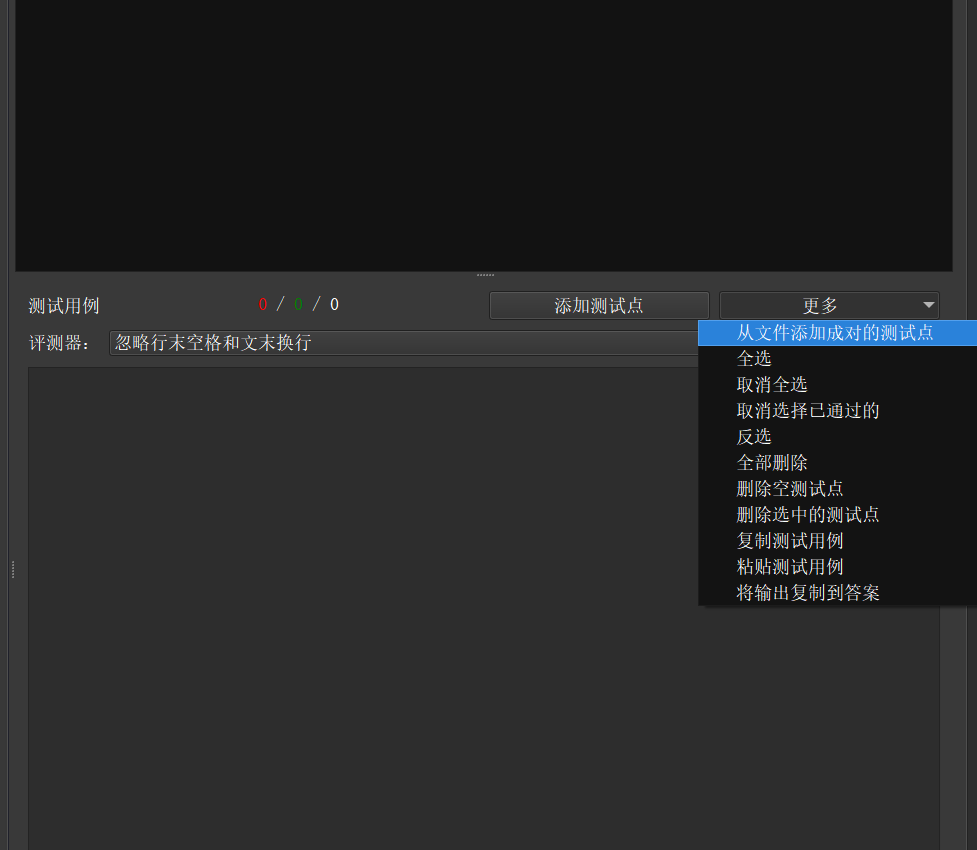 测试用例 0 / 0 / 0 添加测试点 更多
评测器： 忽略行末空格和文末换行
从文件添加成对的测试点
全选
取消全选
取消选择已通过的
反选
全部删除
删除空测试点
删除选中的测试点
复制测试用例
粘贴测试用例
将输出复制到答案